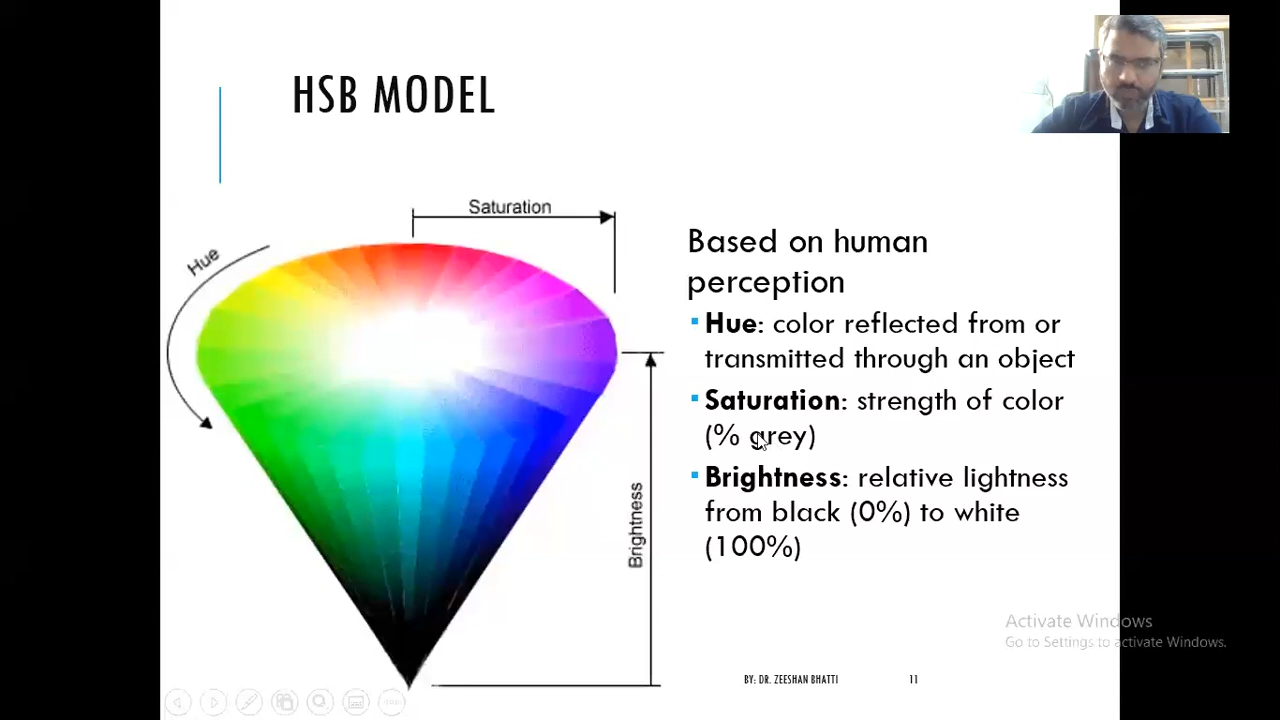 HSB MODEL
Saturation
Hue
Brightness
Based on human
perception
Hue: color reflected from or
transmitted through an object
Saturation: strength of color
(% grey)
Brightness: relative lightness
from black (0%) to white
(100%)
Activate Windows
Go to Settings to activate Windows.
BY: DR. ZEESHAN BHATTI
11